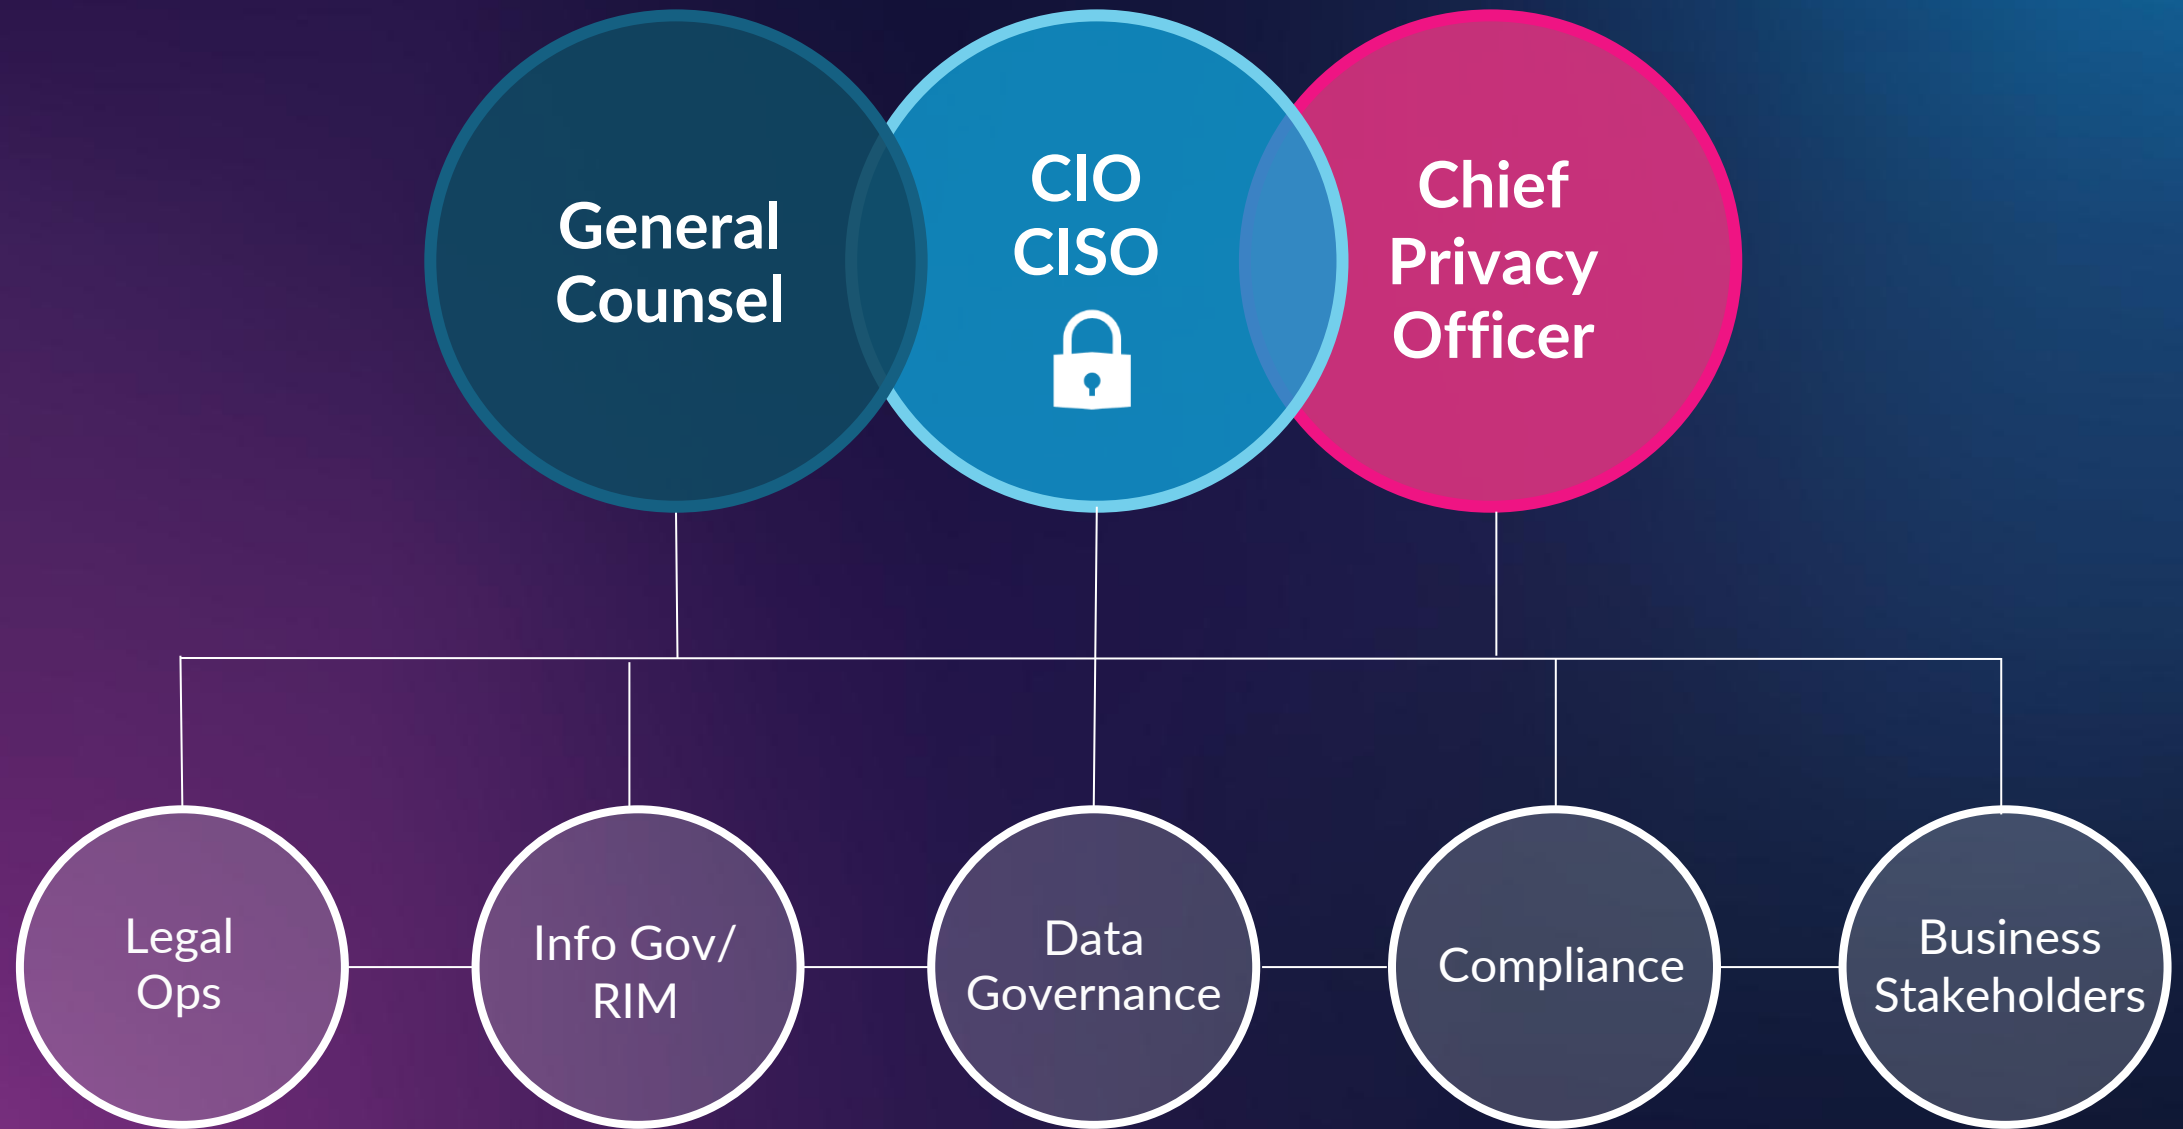 General
Counsel
CIO
CISO
Chief
Privacy
Officer
Legal
Ops
Info Gov/
RIM
Data
Governance
Compliance
Business
Stakeholders